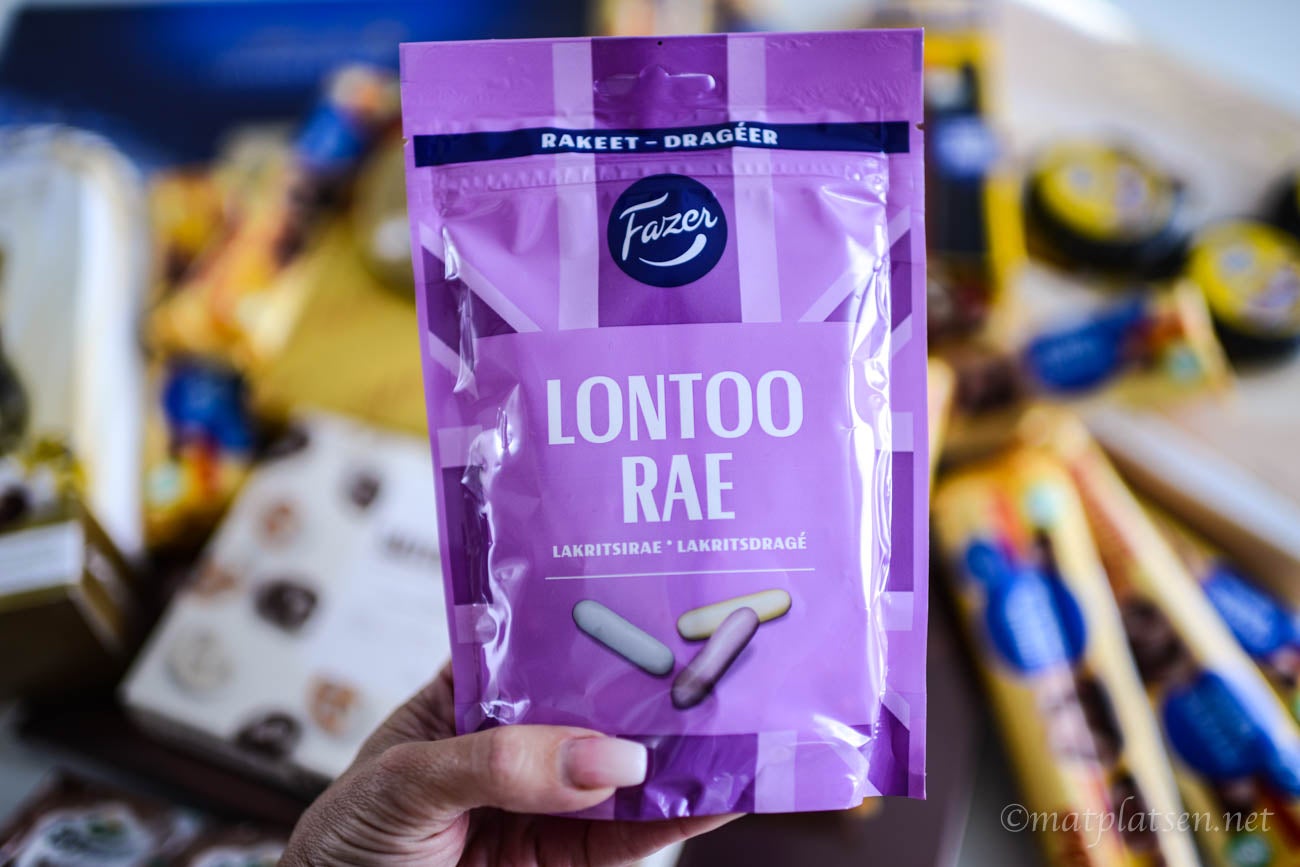 RAKEET – DRAGÉER
Fazer
LONTOO
RAE
LAKRITSIRAE * LAKRITSDRAGÉ
©matplatsen.net